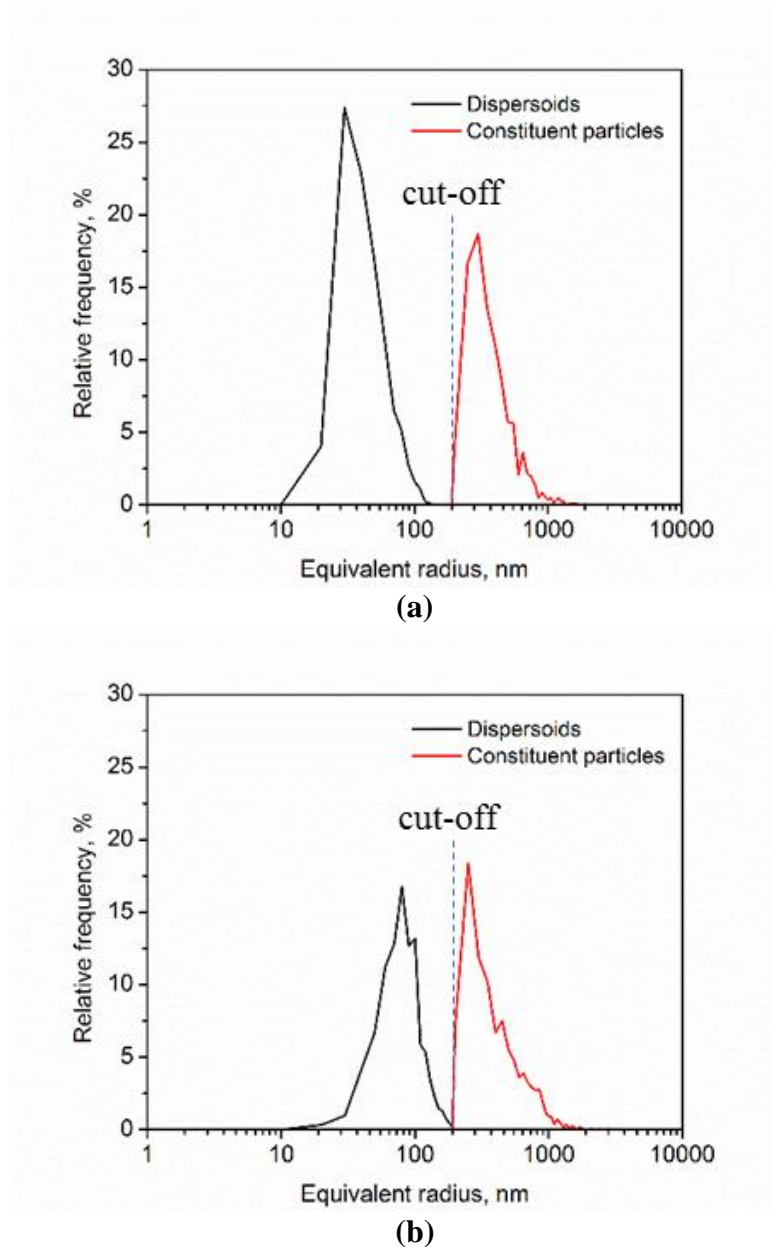 30
Dispersoids
Constituent particles
25
cut-off
20
15
10
5
0
1 10 100 1000 10000
Relative frequency, %
Equivalent radius, nm
(a)
30
Dispersoids
Constituent particles
25
cut-off
20
15
10
5
0
1 10 100 1000 10000
Relative frequency, %
Equivalent radius, nm
(b)